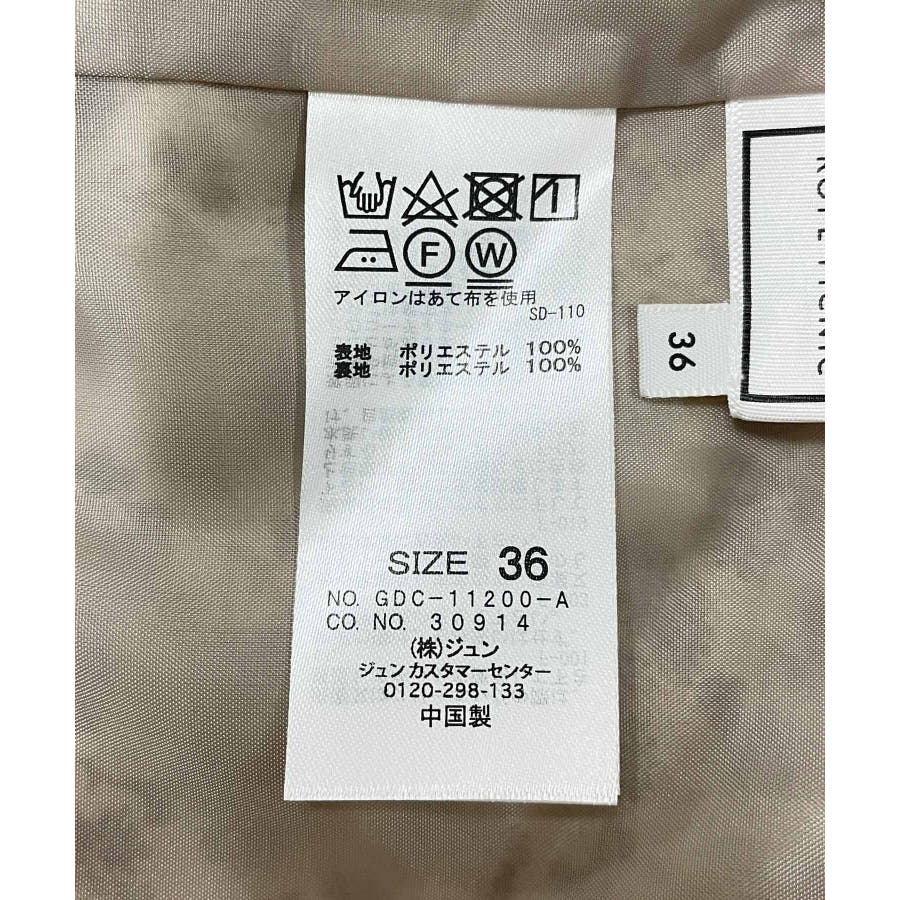 F W
アイロンはあて布を使用
SD-110
表地 ポリエステル 100%
裏地 ポリエステル 100%
SIZE 36
NO. GDC-11200-A
CO. NO. 30914
(株)ジュン
ジュン カスタマーセンター
0120-298-133
中国製
36